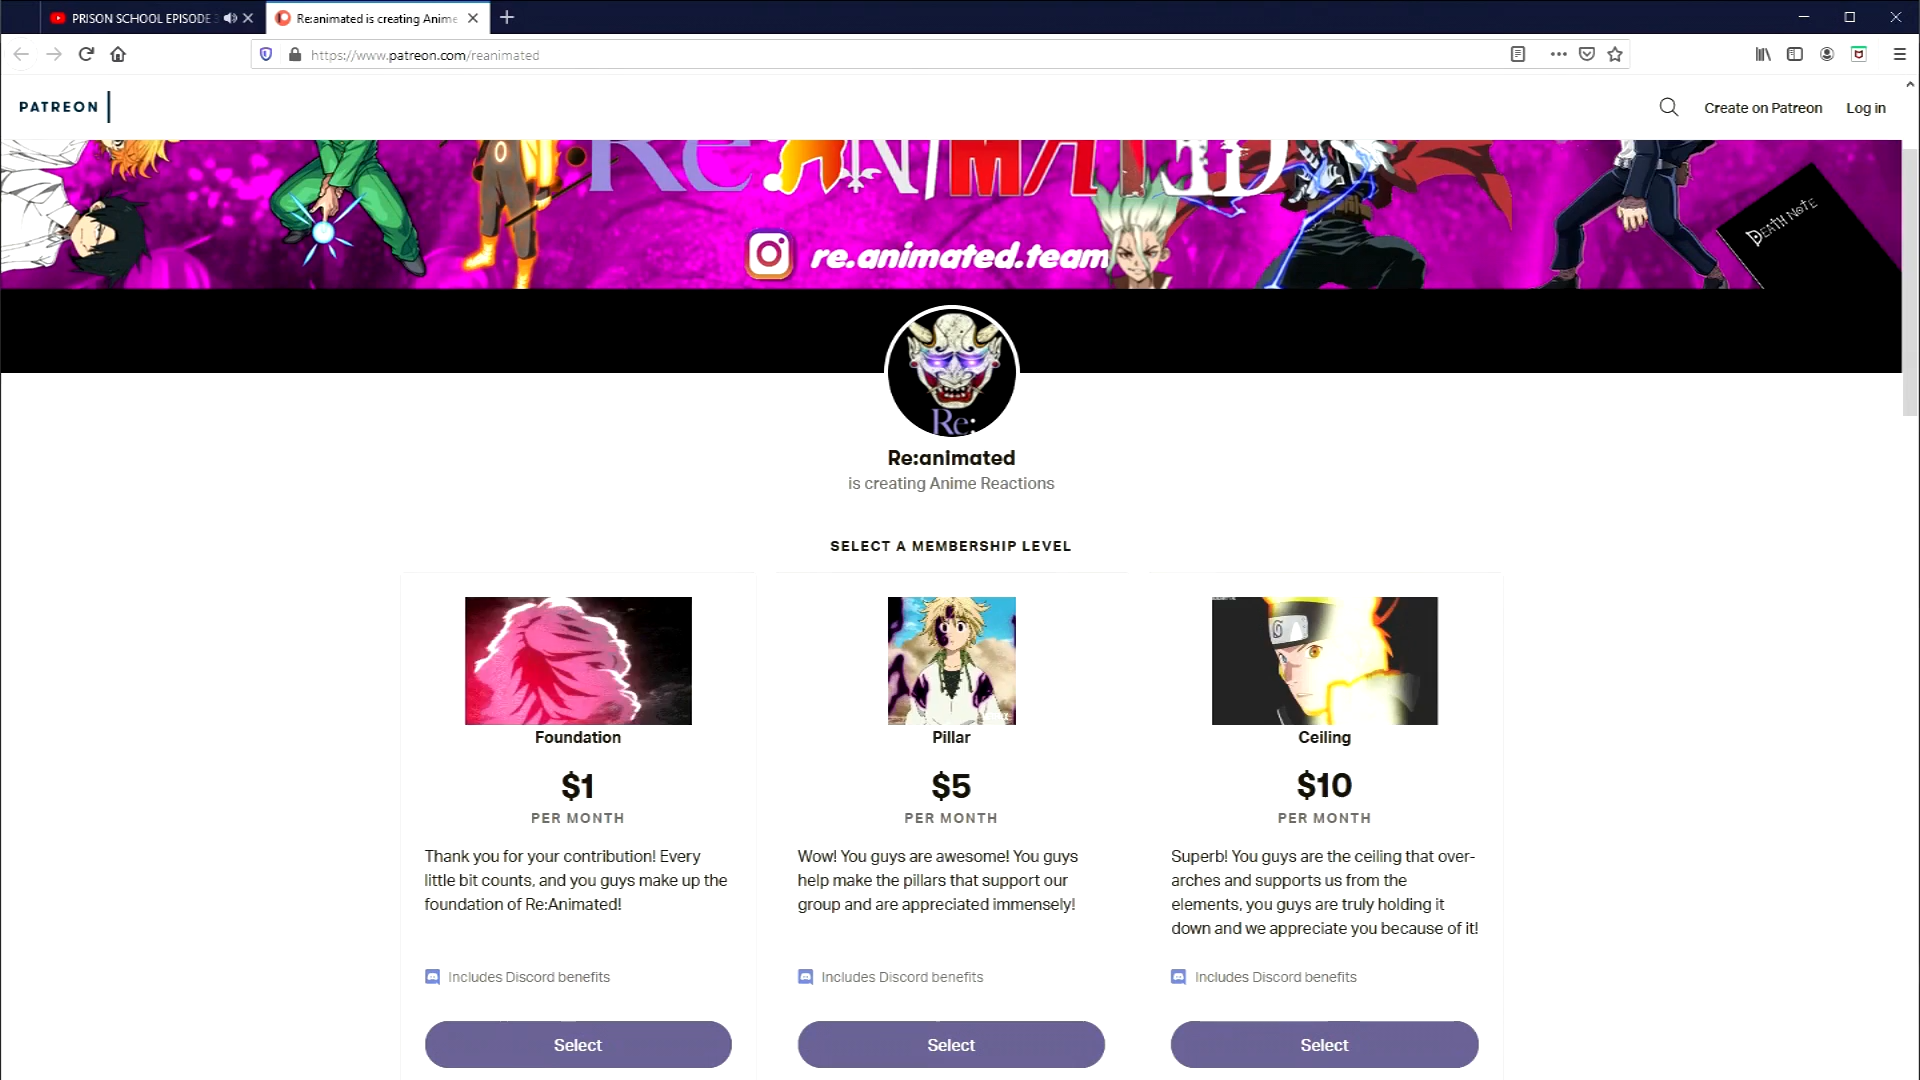 PRISON SCHOOL EPISODE 3
Re:animated is creating Anime
https://www.patreon.com/reanimated
PATREON
Create on Patreon
Log in
Re:ANIMATED
re.animated.team
DEATH NOTE
Re:
Re:animated
is creating Anime Reactions
SELECT A MEMBERSHIP LEVEL
Foundation
$1
PER MONTH
Thank you for your contribution! Every
little bit counts, and you guys make up the
foundation of Re:Animated!
Includes Discord benefits
Select
Pillar
$5
PER MONTH
Wow! You guys are awesome! You guys
help make the pillars that support our
group and are appreciated immensely!
Includes Discord benefits
Select
Ceiling
$10
PER MONTH
Superb! You guys are the ceiling that over-
arches and supports us from the
elements, you guys are truly holding it
down and we appreciate you because of it!
Includes Discord benefits
Select